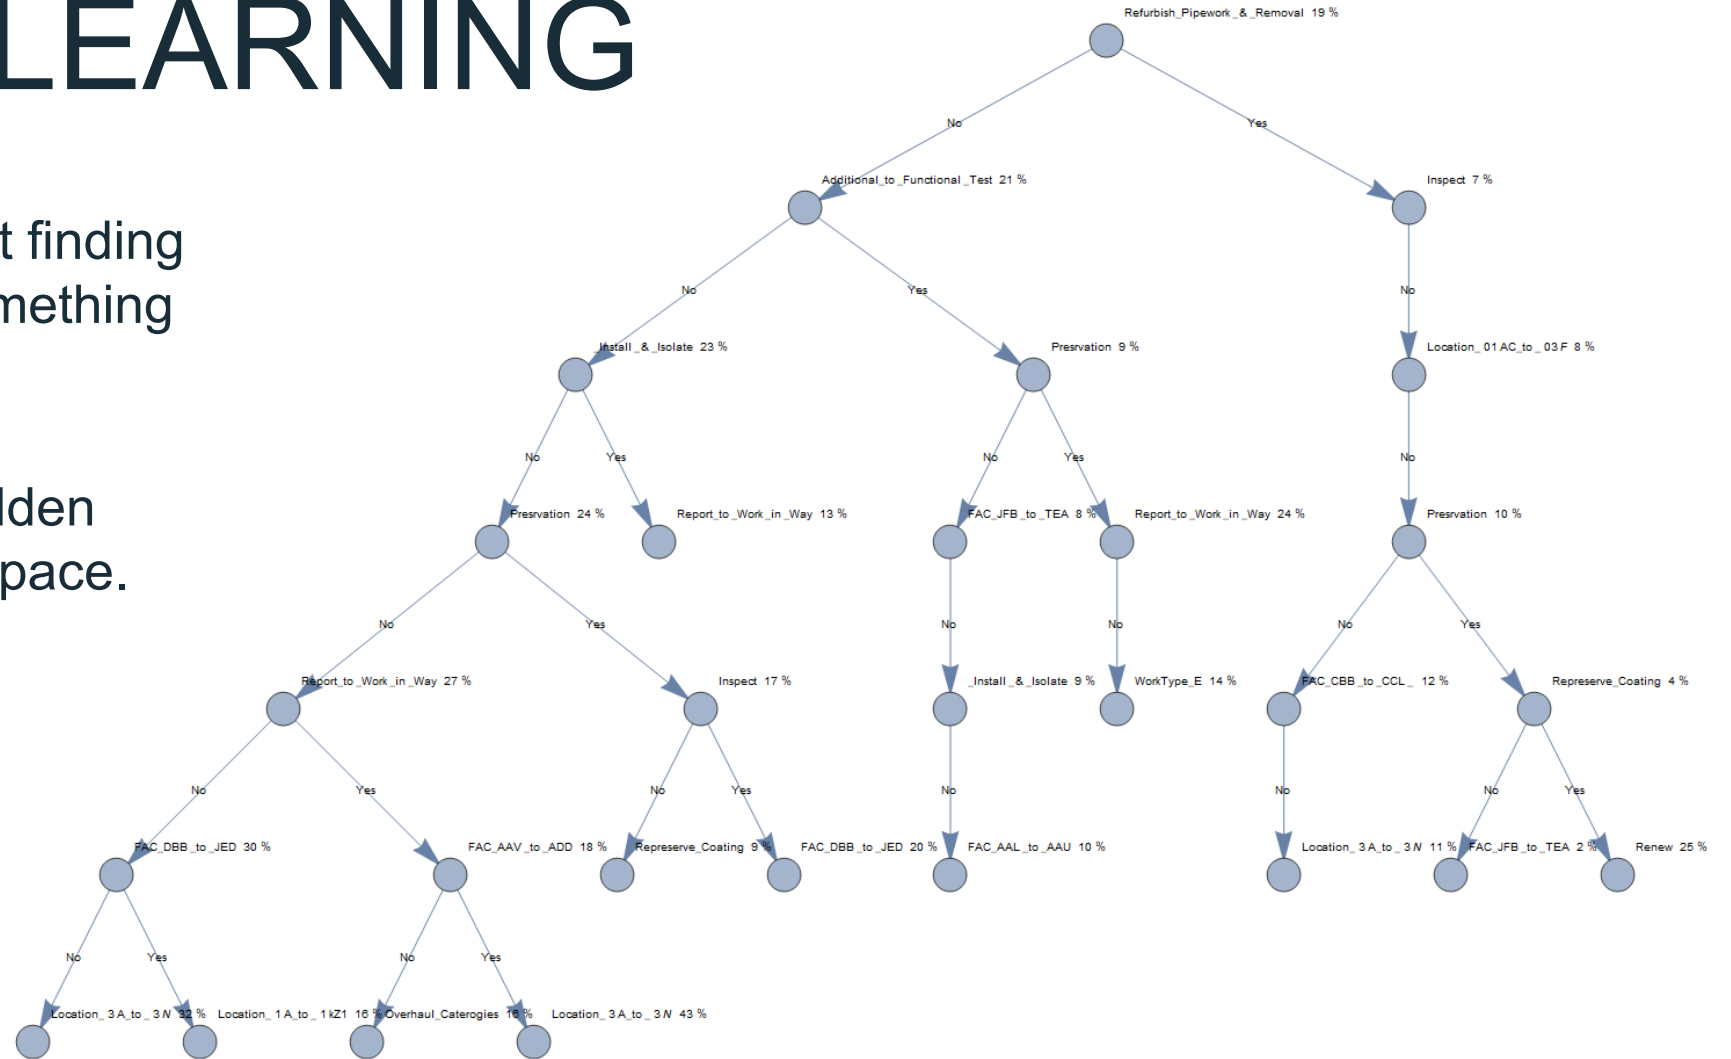 LEARNING
t finding
mething
lden
pace.
Refurbish_Pipework_&_Removal 19 %
No
Yes
Additional_to_Functional_Test 21 %
Inspect 7 %
No
Yes
No
_Install_&_Isolate 23 %
Presrvation 9 %
Location_01AC_to_03F 8 %
No
Yes
No
Yes
No
Presrvation 24 %
Report_to_Work_in_Way 13 %
FAC_JFB_to_TEA 8 %
Report_to_Work_in_Way 24 %
Presrvation 10 %
No
Yes
No
No
No
Yes
Report_to_Work_in_Way 27 %
Inspect 17 %
_Install_&_Isolate 9 %
WorkType_E 14 %
FAC_CBB_to_CCL_ 12 %
Represerve_Coating 4 %
No
Yes
No
Yes
No
No
No
Yes
FAC_DBB_to_JED 30 %
FAC_AAV_to_ADD 18 %
Represerve_Coating 9 %
FAC_DBB_to_JED 20 %
FAC_AAL_to_AAU 10 %
Location_3A_to_3N 11 %
FAC_JFB_to_TEA 2 %
Renew 25 %
No
Yes
No
Yes
Location_3A_to_3N 32 %
Location_1A_to_1kZ1 16 %
Overhaul_Caterogies 16 %
Location_3A_to_3N 43 %